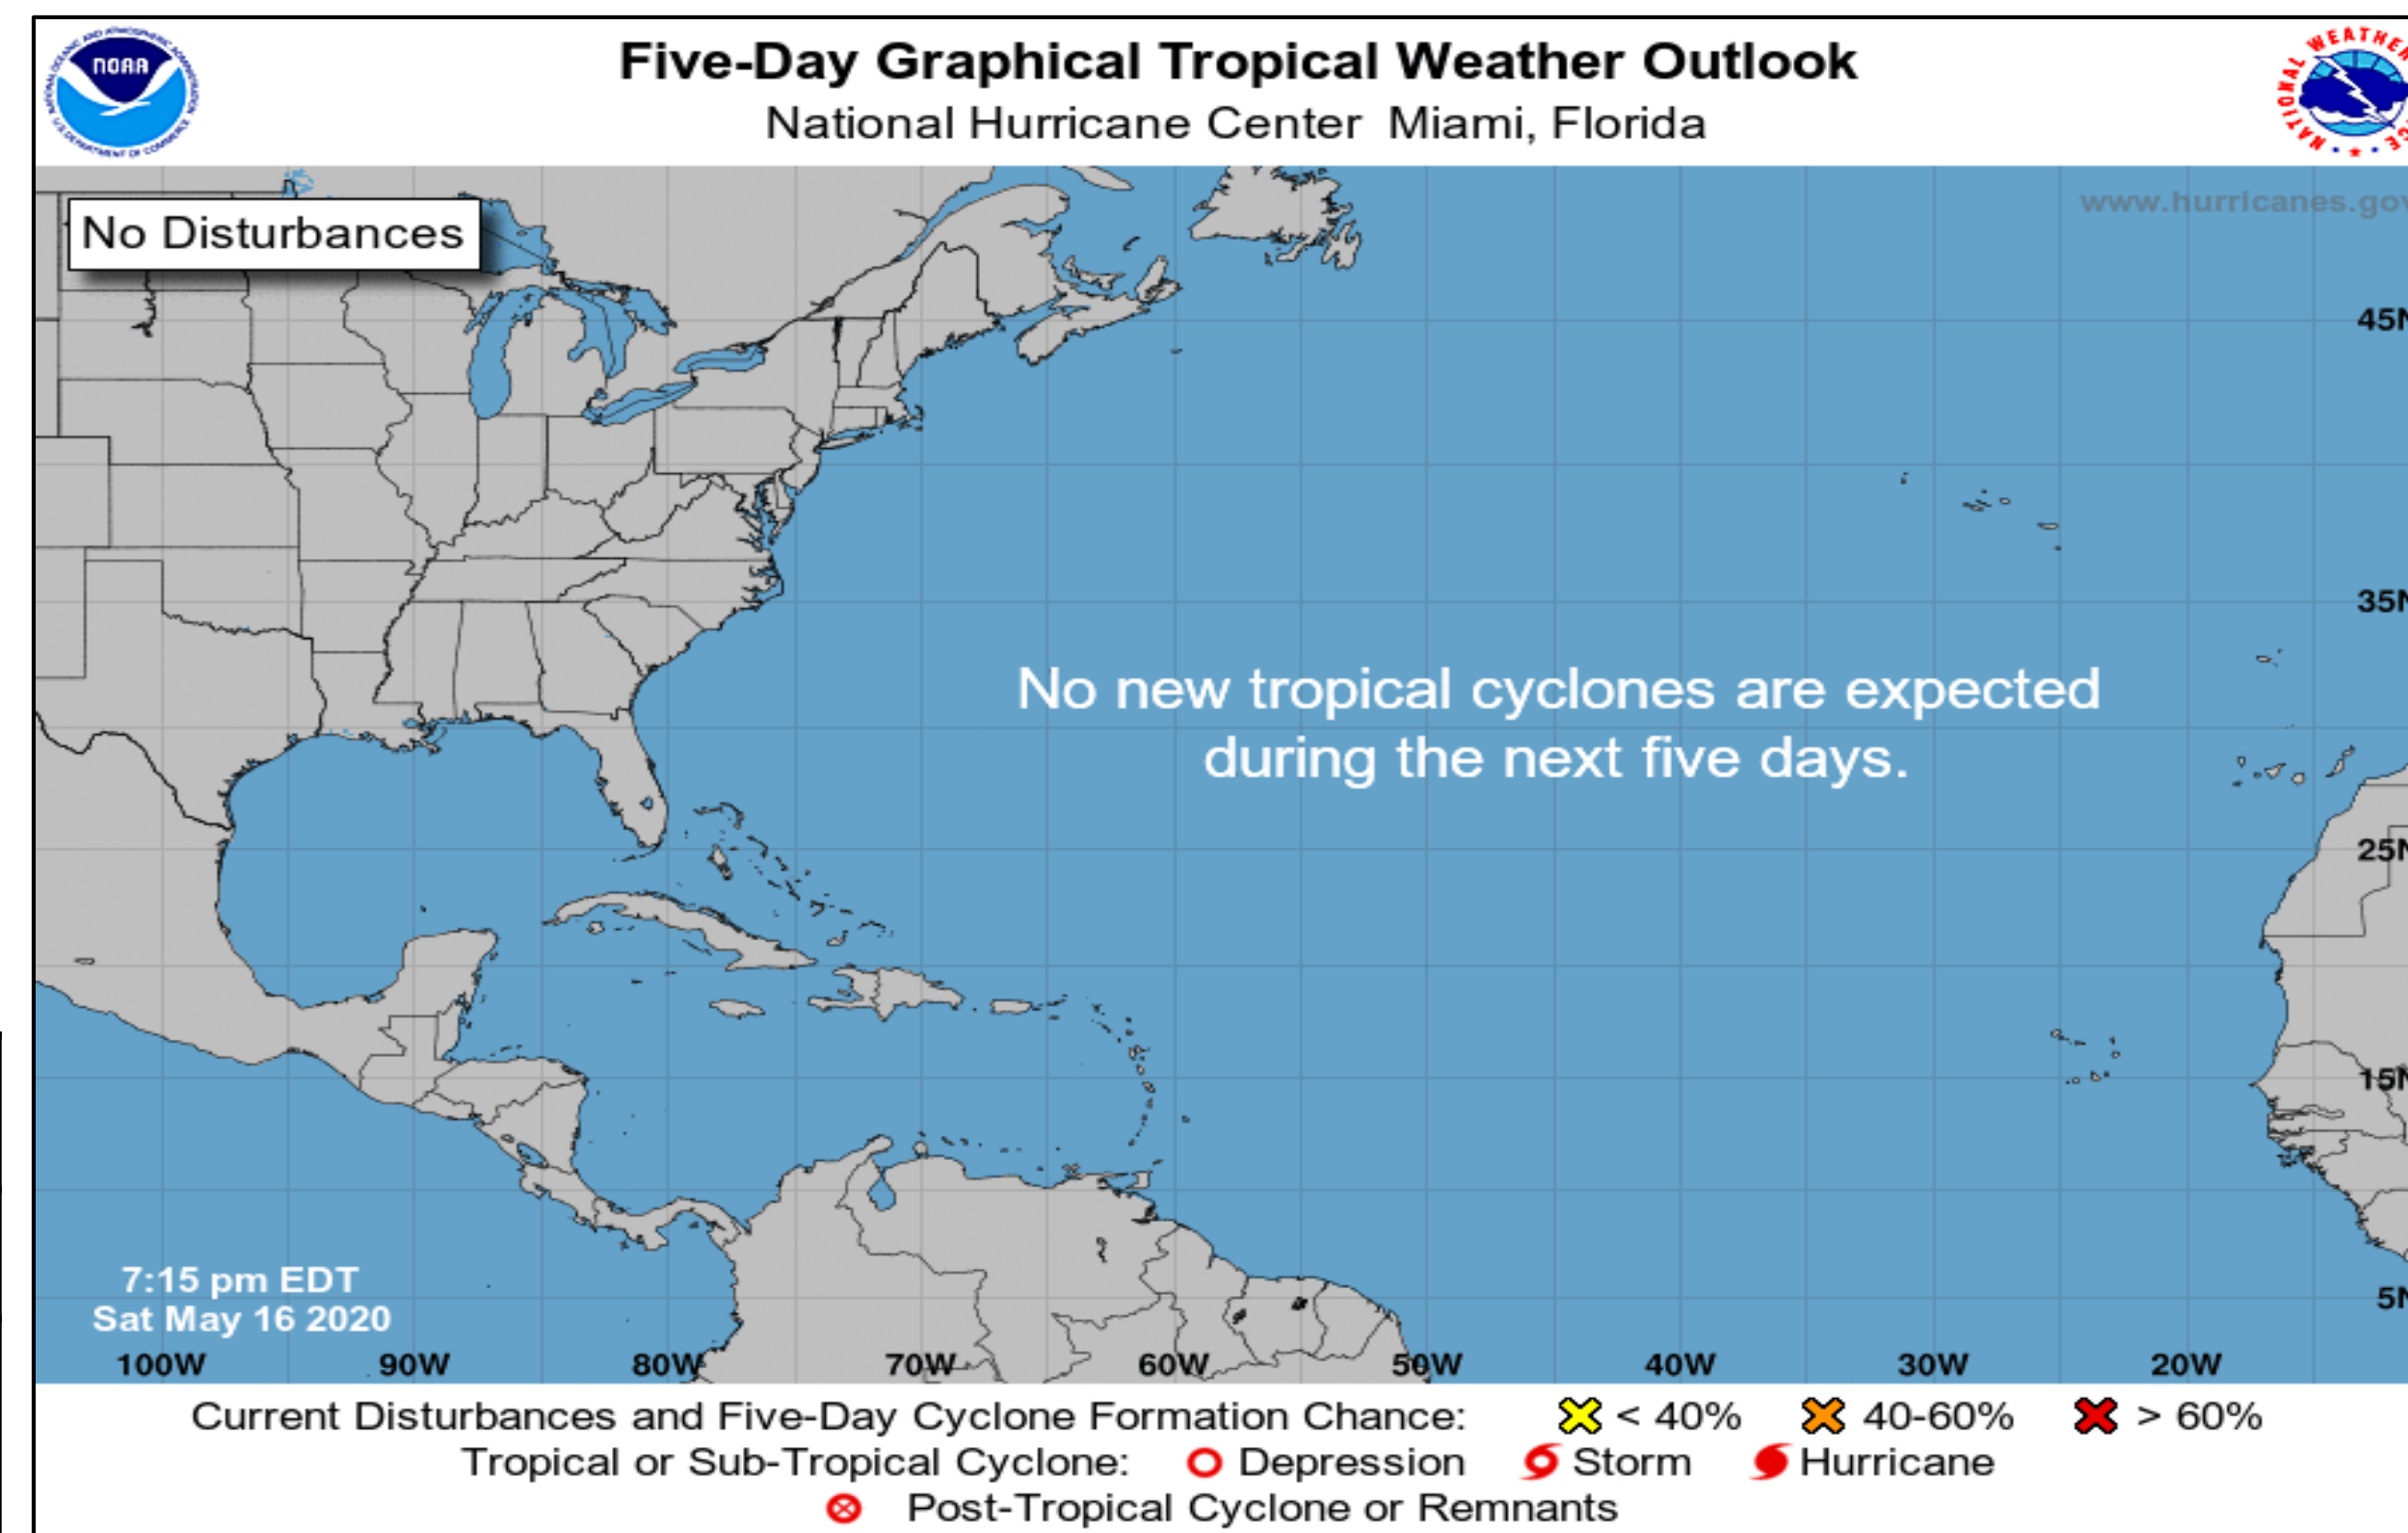 NOAA
Five-Day Graphical Tropical Weather Outlook
National Hurricane Center Miami, Florida
NATIONAL WEATHER
No Disturbances
www.hurricanes.gov
45N
35N
No new tropical cyclones are expected
during the next five days.
25N
15N
7:15 pm EDT
Sat May 16 2020
5N
100W 90W 80W 70W 60W 50W 40W 30W 20W
Current Disturbances and Five-Day Cyclone Formation Chance: < 40% 40-60% > 60%
Tropical or Sub-Tropical Cyclone: Depression Storm Hurricane
Post-Tropical Cyclone or Remnants